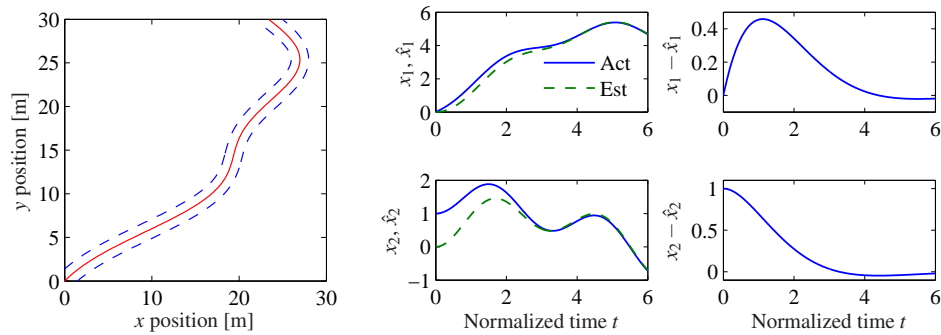 30
25
20
15
10
5
0
0 10 20 30
y position [m]
x position [m]
6
4
2
0
0 2 4 6
x₁, x̂₁
Act
Est
0.4
0.2
0
0 2 4 6
x₁ − x̂₁
2
1
0
−1
0 2 4 6
x₂, x̂₂
Normalized time t
1
0.5
0
0 2 4 6
x₂ − x̂₂
Normalized time t